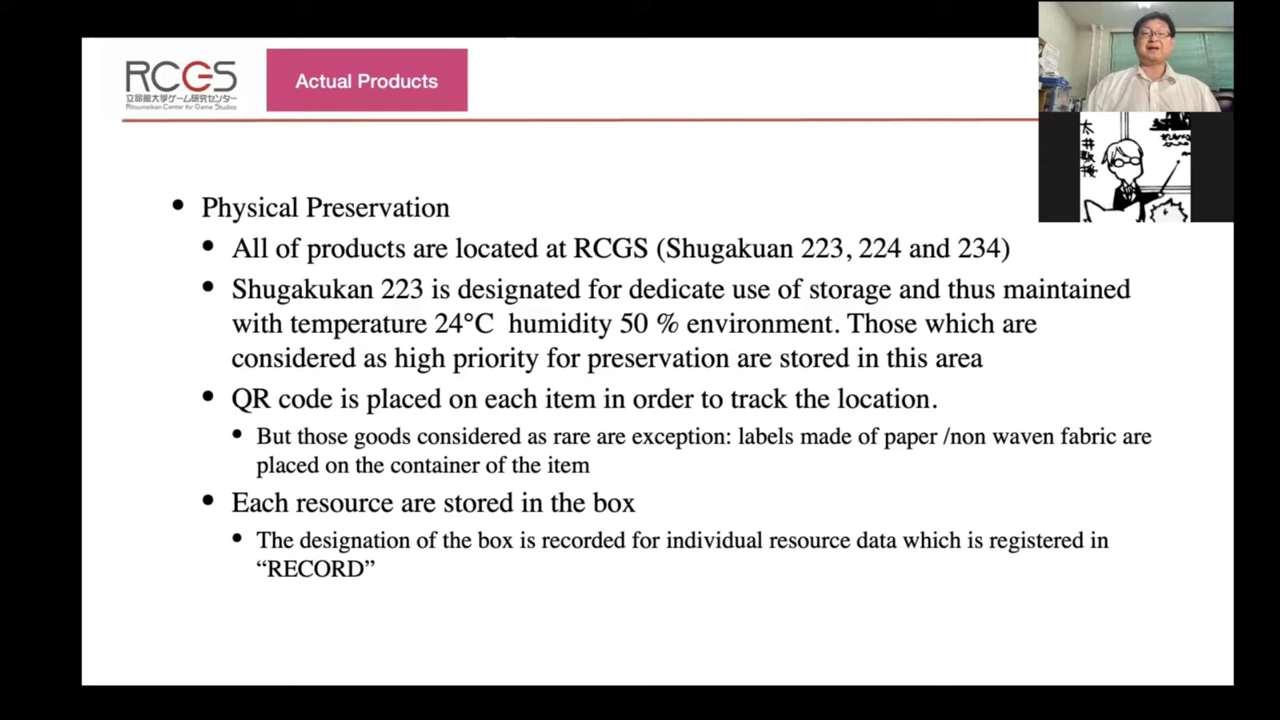 RCGS
立命館大学ゲーム研究センター
Ritsumeikan Center for Game Studies
Actual Products
• Physical Preservation
• All of products are located at RCGS (Shugakuan 223, 224 and 234)
• Shugakukan 223 is designated for dedicate use of storage and thus maintained
with temperature 24°C humidity 50 % environment. Those which are
considered as high priority for preservation are stored in this area
• QR code is placed on each item in order to track the location.
• But those goods considered as rare are exception: labels made of paper /non waven fabric are
placed on the container of the item
• Each resource are stored in the box
• The designation of the box is recorded for individual resource data which is registered in
“RECORD”